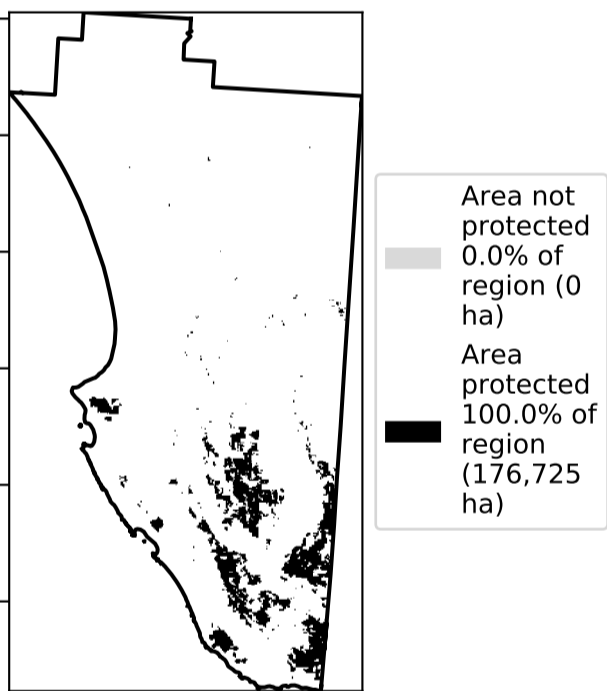 Area not
protected
0.0% of
region (0
ha)
Area
protected
100.0% of
region
(176,725
ha)